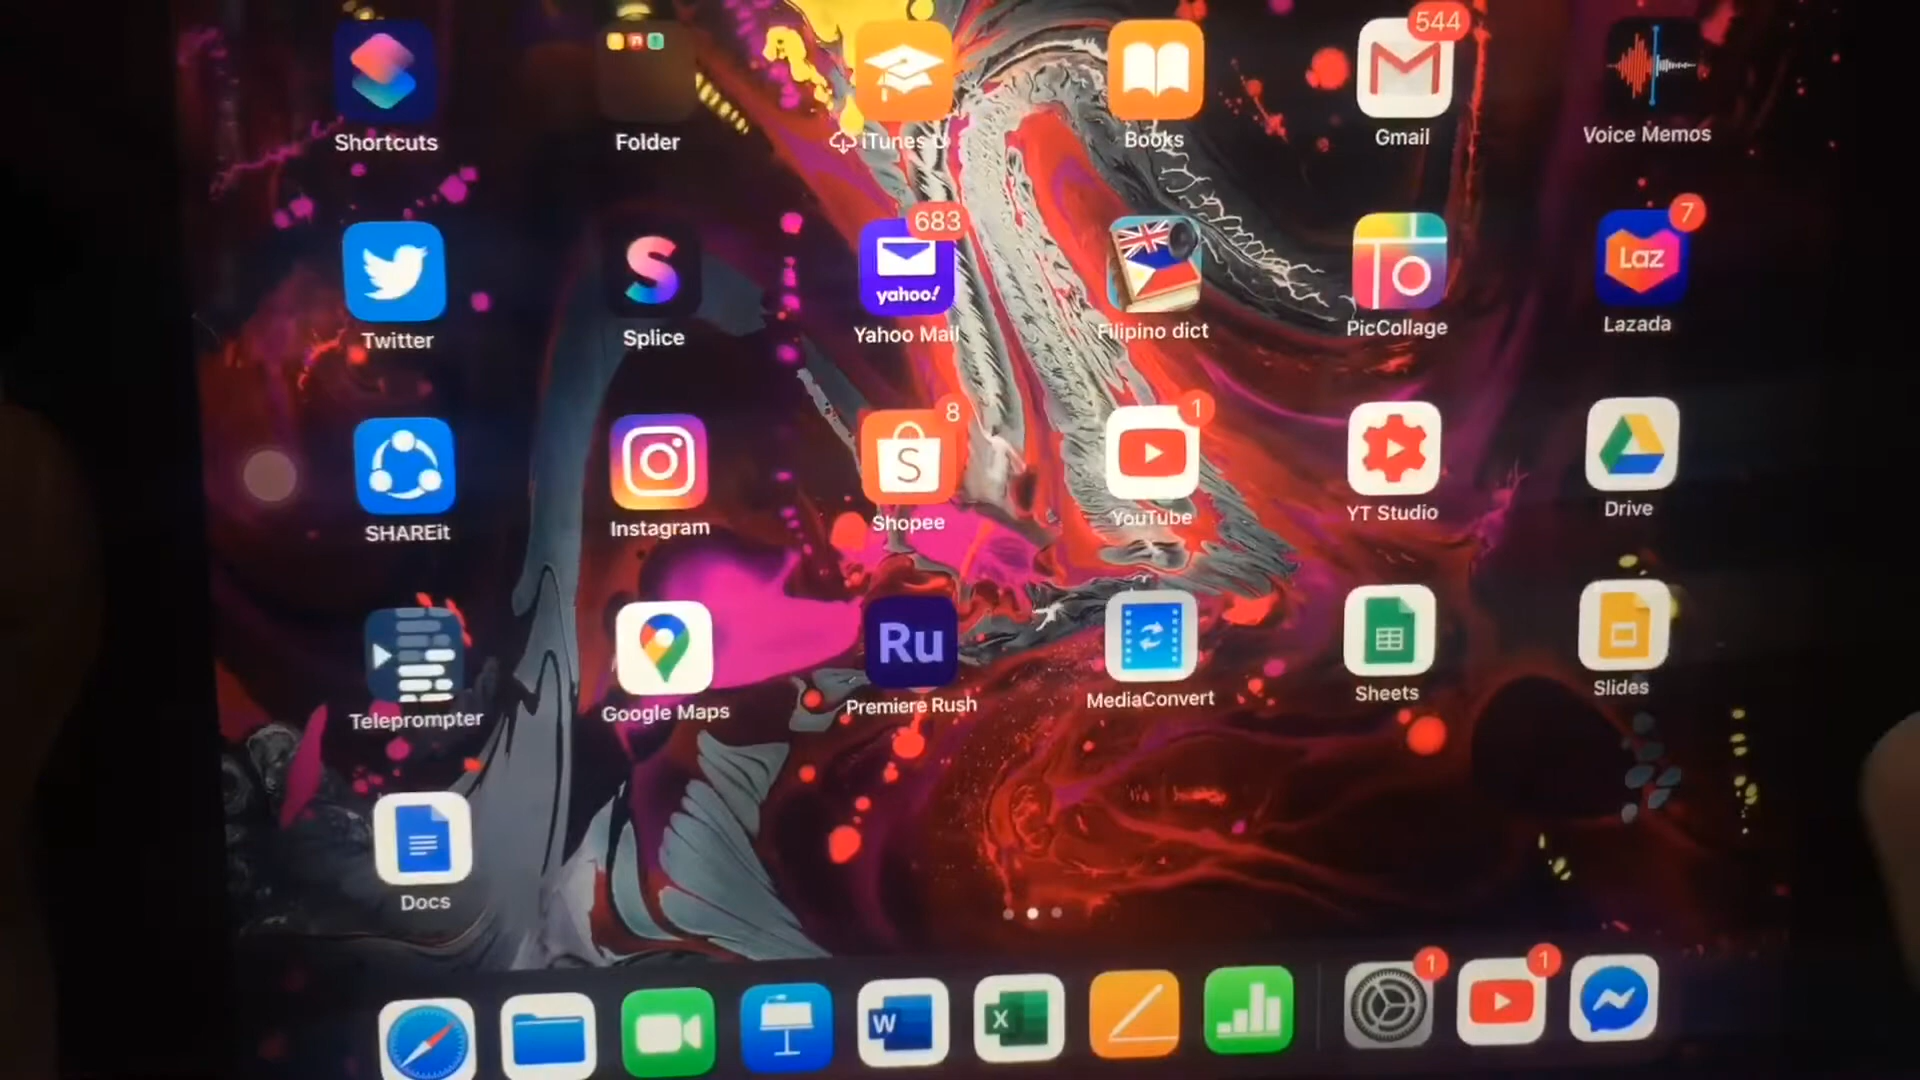 544
Shortcuts
Folder
iTunes U
Books
Gmail
Voice Memos
683
7
yahoo!
Laz
Twitter
Splice
Yahoo Mail
Filipino dict
PicCollage
Lazada
8
1
S
SHAREit
Instagram
Shopee
YouTube
YT Studio
Drive
Ru
Teleprompter
Google Maps
Premiere Rush
MediaConvert
Sheets
Slides
Docs
1
1
W
X